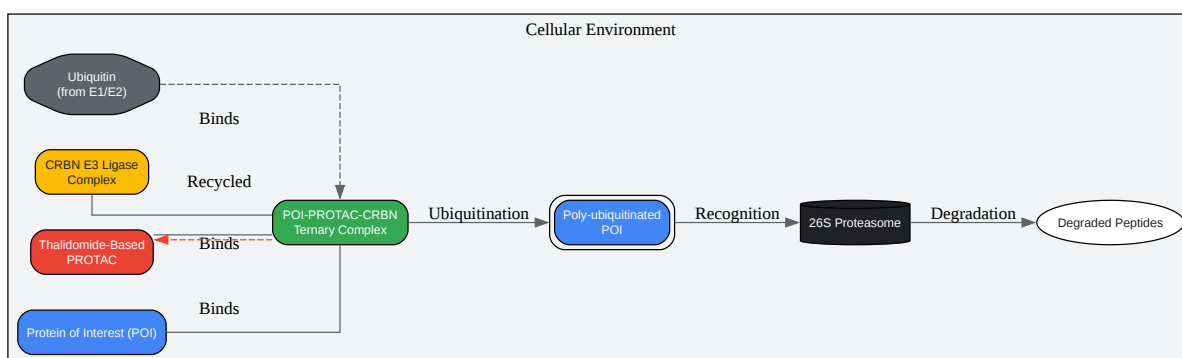 Cellular Environment
Ubiquitin
(from E1/E2)
Binds
CRBN E3 Ligase
Complex
Recycled
POI-PROTAC-CRBN
Ternary Complex
Ubiquitination
Poly-ubiquitinated
POI
Recognition
26S Proteasome
Degradation
Degraded Peptides
Thalidomide-Based
PROTAC
Binds
Protein of Interest (POI)
Binds